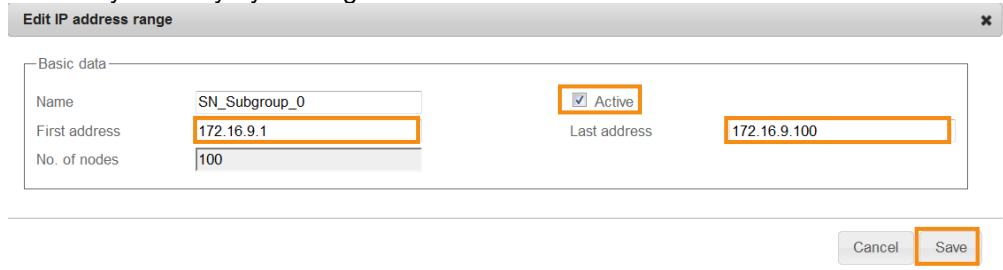 Edit IP address range
Basic data
Name SN_Subgroup_0 Active
First address 172.16.9.1 Last address 172.16.9.100
No. of nodes 100
Cancel Save